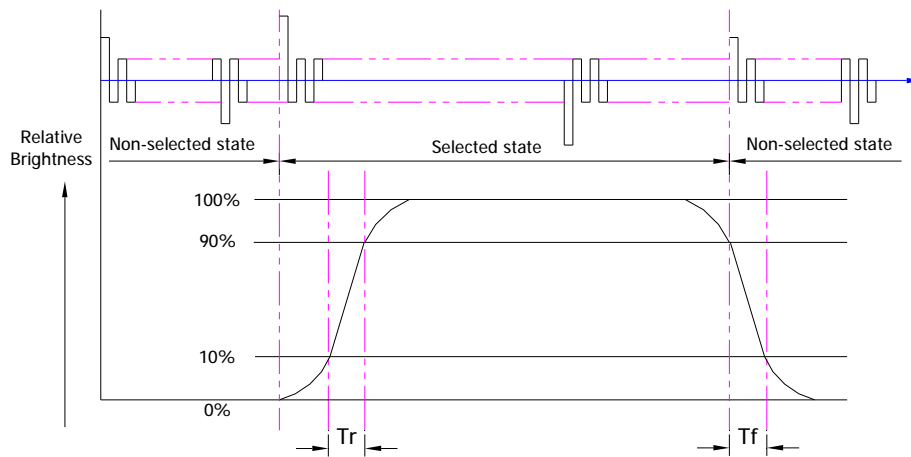 Relative
Brightness
Non-selected state
Selected state
Non-selected state
100%
90%
10%
0%
Tr
Tf